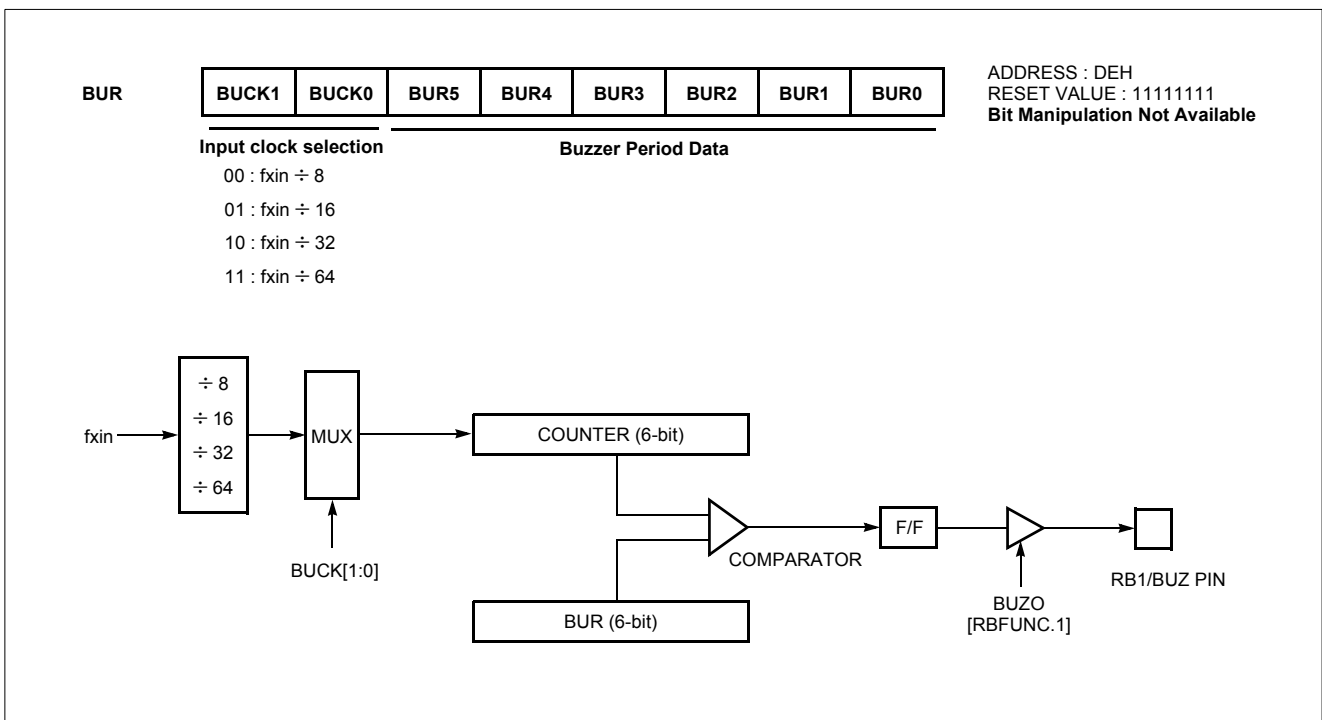 BUR
BUCK1 BUCK0 BUR5 BUR4 BUR3 BUR2 BUR1 BUR0
ADDRESS : DEH
RESET VALUE : 11111111
Bit Manipulation Not Available
Input clock selection
Buzzer Period Data
00 : fxin ÷ 8
01 : fxin ÷ 16
10 : fxin ÷ 32
11 : fxin ÷ 64
fxin
÷ 8
÷ 16
÷ 32
÷ 64
MUX
BUCK[1:0]
COUNTER (6-bit)
COMPARATOR
BUR (6-bit)
F/F
BUZO
[RBFUNC.1]
RB1/BUZ PIN